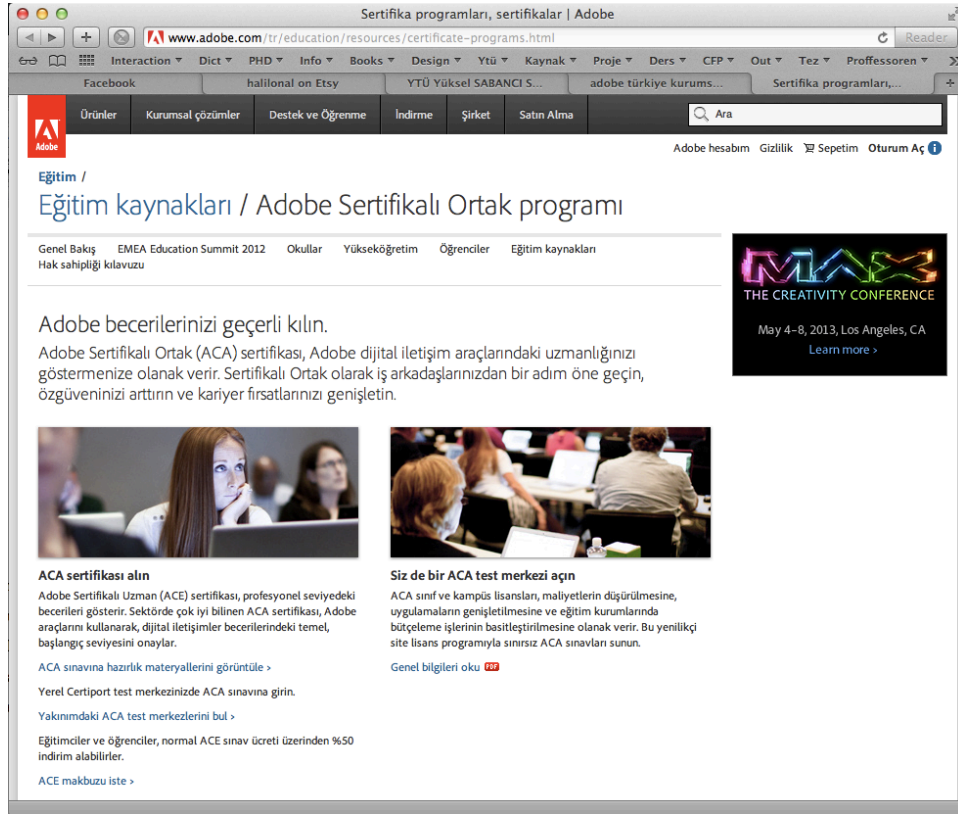 Sertifika programları, sertifikalar | Adobe
www.adobe.com/tr/education/resources/certificate-programs.html
Reader
Interaction Dict PHD Info Books Design Ytü Kaynak Proje Ders CFP Out Tez Proffessoren
Facebook halilonal on Etsy YTÜ Yüksel SABANCI S... adobe türkiye kurums... Sertifika programları,...
Adobe
Ürünler Kurumsal çözümler Destek ve Öğrenme İndirme Şirket Satın Alma Ara
Adobe hesabım Gizlilik Sepetim Oturum Aç
Eğitim /
Eğitim kaynakları / Adobe Sertifikalı Ortak programı
Genel Bakış EMEA Education Summit 2012 Okullar Yükseköğretim Öğrenciler Eğitim kaynakları
Hak sahipliği kılavuzu
MAX
THE CREATIVITY CONFERENCE
May 4–8, 2013, Los Angeles, CA
Learn more ›
Adobe becerilerinizi geçerli kılın.
Adobe Sertifikalı Ortak (ACA) sertifikası, Adobe dijital iletişim araçlarındaki uzmanlığınızı
göstermenize olanak verir. Sertifikalı Ortak olarak iş arkadaşlarınızdan bir adım öne geçin,
özgüveninizi arttırın ve kariyer fırsatlarınızı genişletin.
ACA sertifikası alın
Adobe Sertifikalı Uzman (ACE) sertifikası, profesyonel seviyedeki
becerileri gösterir. Sektörde çok iyi bilinen ACA sertifikası, Adobe
araçlarını kullanarak, dijital iletişimler becerilerindeki temel,
başlangıç seviyesini onaylar.
ACA sınavına hazırlık materyallerini görüntüle ›
Yerel Certiport test merkezinizde ACA sınavına girin.
Yakınımdaki ACA test merkezlerini bul ›
Eğitimciler ve öğrenciler, normal ACE sınav ücreti üzerinden %50
indirim alabilirler.
ACE makbuzu iste ›
Siz de bir ACA test merkezi açın
ACA sınıf ve kampüs lisansları, maliyetlerin düşürülmesine,
uygulamaların genişletilmesine ve eğitim kurumlarında
bütçeleme işlerinin basitleştirilmesine olanak verir. Bu yenilikçi
site lisans programıyla sınırsız ACA sınavları sunun.
Genel bilgileri oku PDF